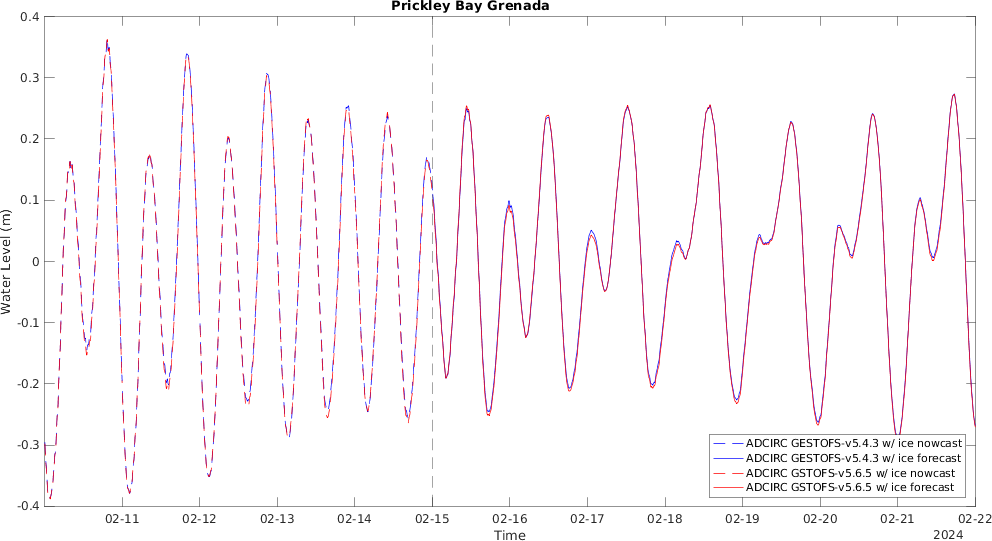 Prickley Bay Grenada
0.4
0.3
0.2
0.1
0
-0.1
-0.2
-0.3
-0.4
Water Level (m)
ADCIRC GESTOFS-v5.4.3 w/ ice nowcast
ADCIRC GESTOFS-v5.4.3 w/ ice forecast
ADCIRC GSTOFS-v5.6.5 w/ ice nowcast
ADCIRC GSTOFS-v5.6.5 w/ ice forecast
02-11 02-12 02-13 02-14 02-15 02-16 02-17 02-18 02-19 02-20 02-21 02-22
Time
2024